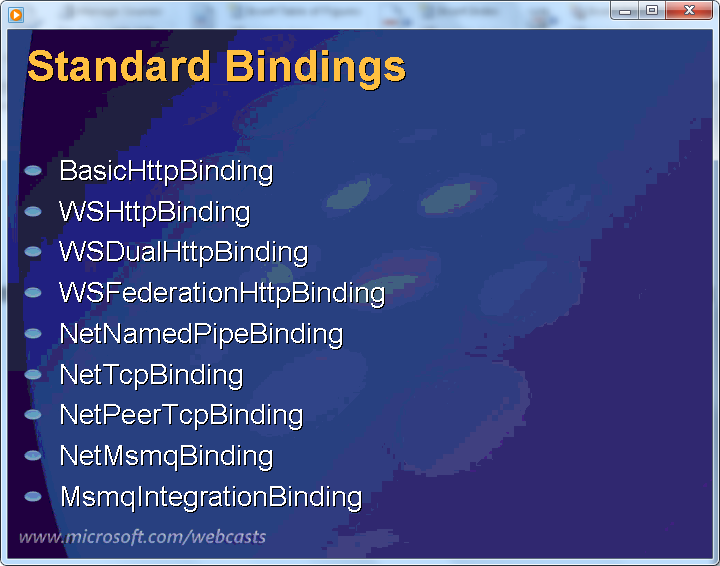 Standard Bindings
BasicHttpBinding
WSHttpBinding
WSDualHttpBinding
WSFederationHttpBinding
NetNamedPipeBinding
NetTcpBinding
NetPeerTcpBinding
NetMsmqBinding
MsmqIntegrationBinding
www.microsoft.com/webcasts